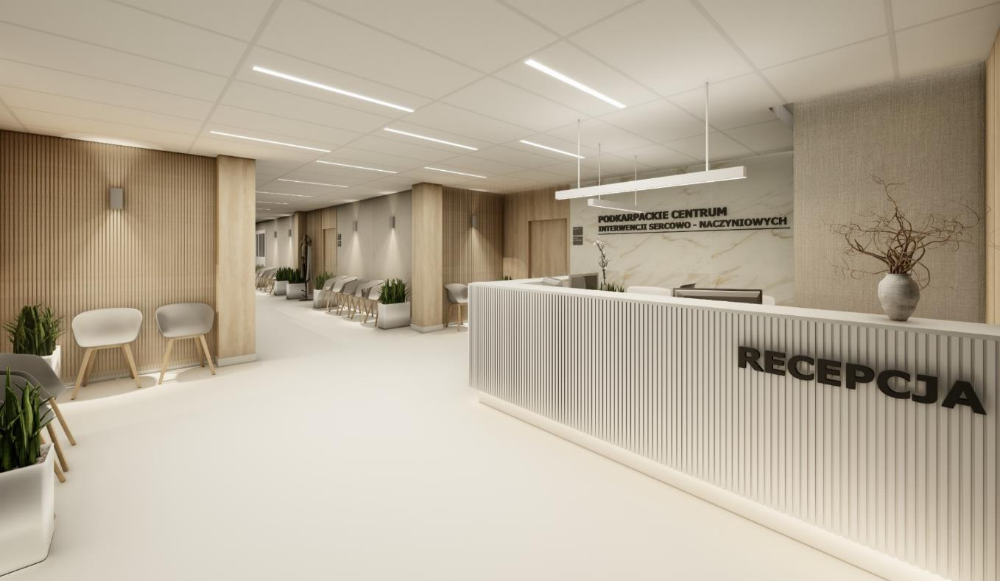 PODKARPACKIE CENTRUM
INTERWENCJI SERCOWO - NACZYNIOWYCH
RECEPCJA